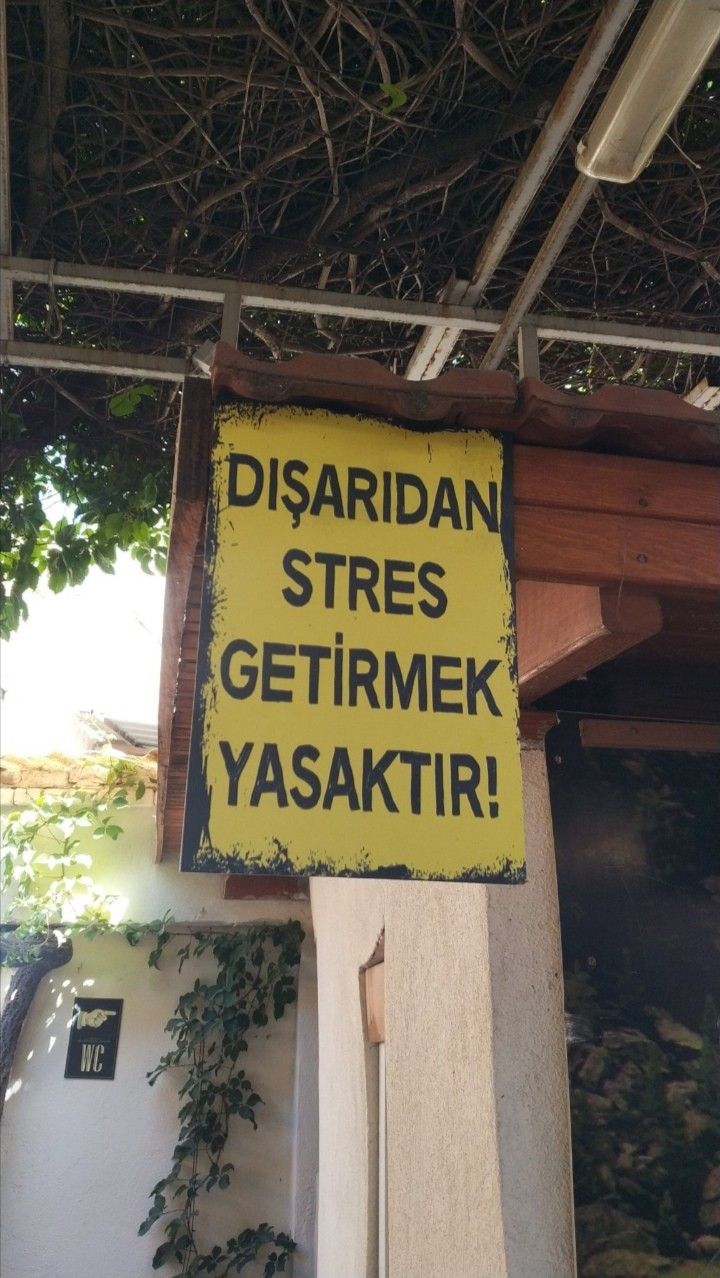 DIŞARIDAN
STRES
GETİRMEK
YASAKTIR!
WC